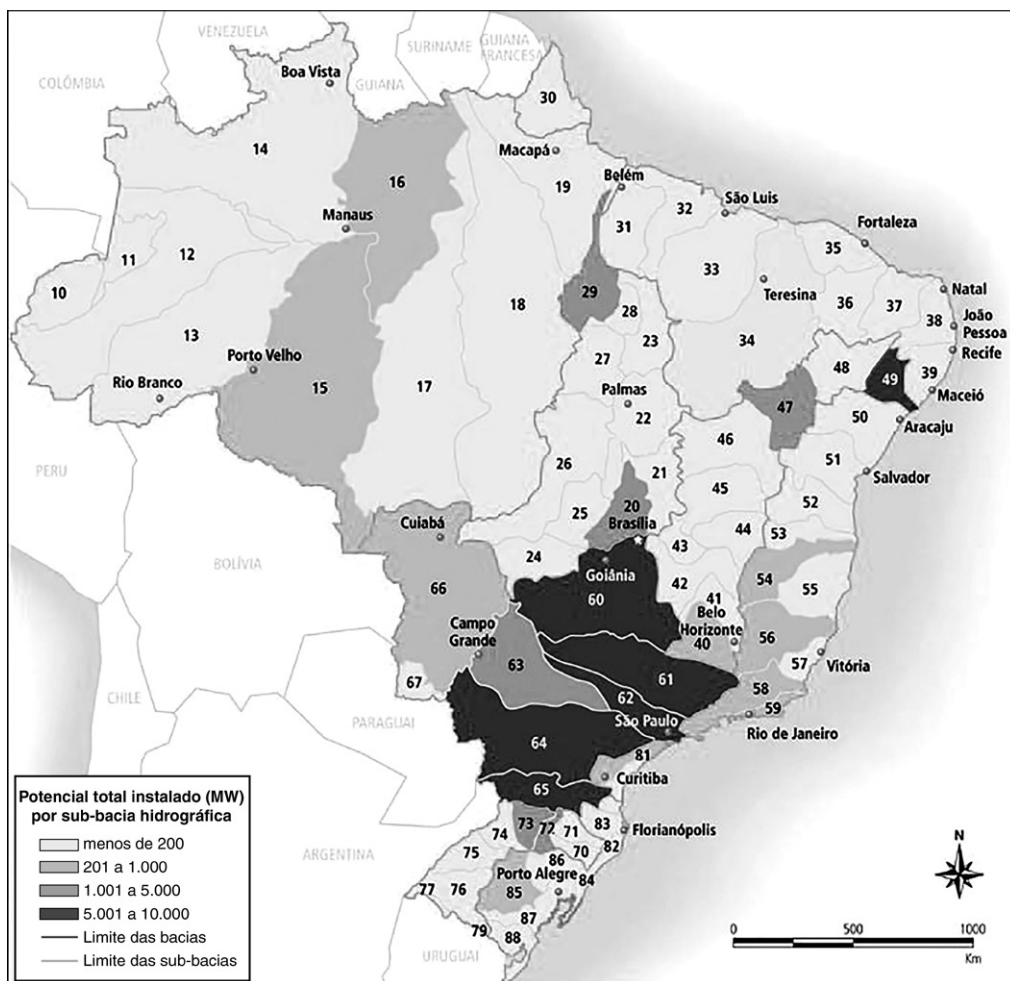 VENEZUELA
SURINAME
GUIANA
FRANCESA
COLÔMBIA
Boa Vista
GUIANA
30
14
Macapá
16
19
Belém
São Luis
Manaus
31
32
Fortaleza
35
11
12
33
29
10
18
Teresina
36
37
Natal
28
38
João
Pessoa
13
23
34
Recife
27
48
49
39
Porto Velho
Rio Branco
15
17
Palmas
Maceió
47
50
22
Aracaju
46
PERU
26
21
51
Salvador
45
20
52
25
Cuiabá
Brasília
44
53
43
24
BOLÍVIA
Goiânia
54
66
60
42
55
41
Belo
Horizonte
Campo
Grande
40
56
63
61
57
Vitória
67
58
62
CHILE
59
PARAGUAI
São Paulo
Rio de Janeiro
64
81
Curitiba
65
Potencial total instalado (MW)
por sub-bacia hidrográfica
menos de 200
201 a 1.000
1.001 a 5.000
5.001 a 10.000
Limite das bacias
Limite das sub-bacias
73
72
83
74
71
Florianópolis
75
70
82
ARGENTINA
86
Porto Alegre
84
77
76
85
87
79
88
URUGUAI
N
0
500
1000
Km